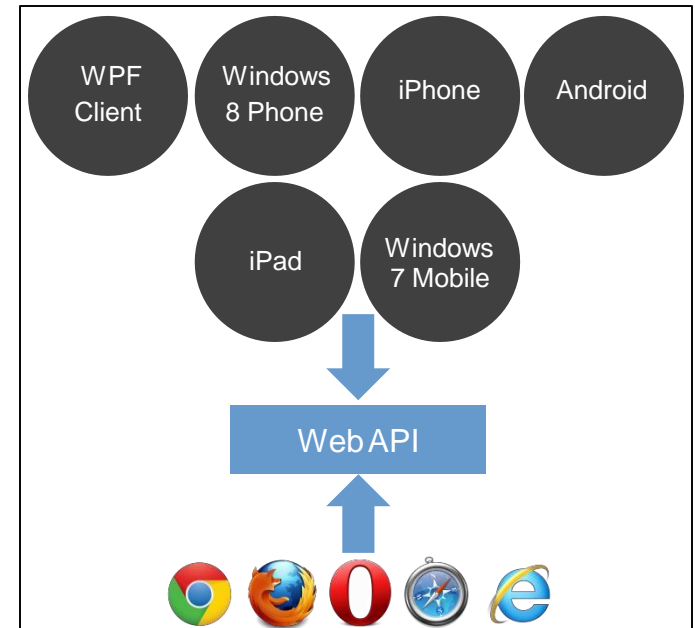 WPF
Client
Windows
8 Phone
iPhone
Android
iPad
Windows
7 Mobile
Web API